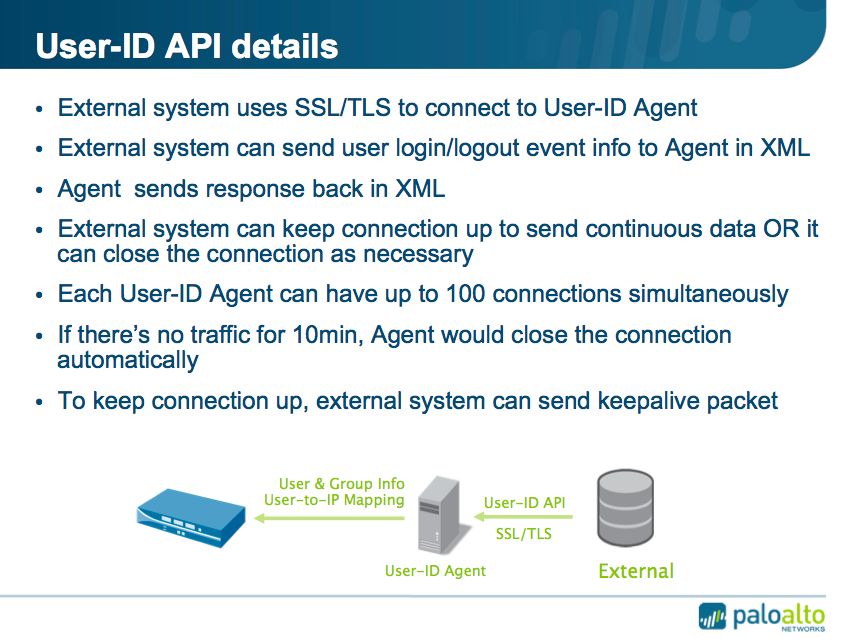 User-ID API details
• External system uses SSL/TLS to connect to User-ID Agent
• External system can send user login/logout event info to Agent in XML
• Agent  sends response back in XML
• External system can keep connection up to send continuous data OR it
can close the connection as necessary
• Each User-ID Agent can have up to 100 connections simultaneously
• If there’s no traffic for 10min, Agent would close the connection
automatically
• To keep connection up, external system can send keepalive packet
User & Group Info
User-to-IP Mapping
User-ID API
SSL/TLS
User-ID Agent
External
paloalto
NETWORKS